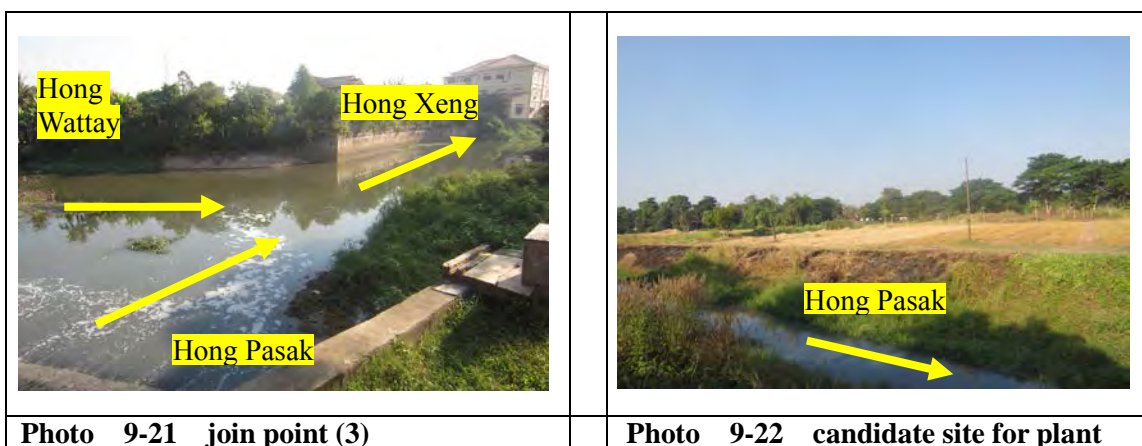 Hong
Wattay
Hong Xeng
Hong Pasak
Hong Pasak
Photo 9-21 join point (3)
Photo 9-22 candidate site for plant